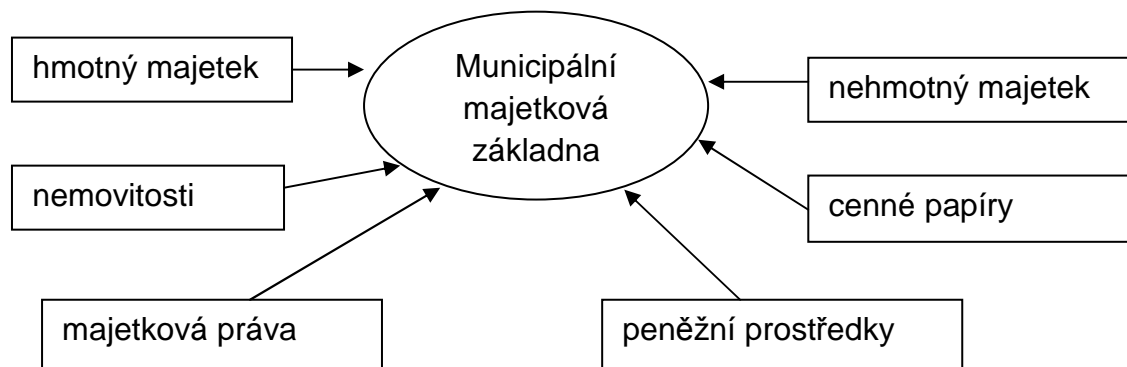 hmotný majetek
Municipální
majetková
základna
nehmotný majetek
nemovitosti
cenné papíry
majetková práva
peněžní prostředky